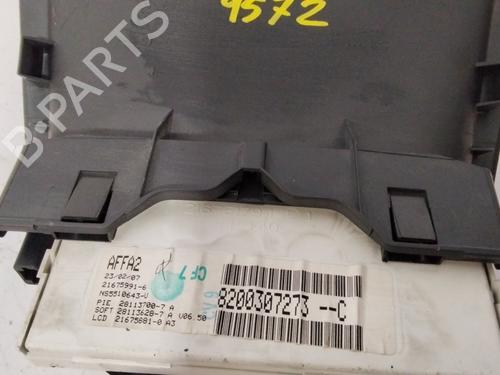 9572
B-PARTS
AFFA2
23/02/07
21675991-6
NS5510643-V
PIE. 28113700-7 A
SOFT 28113628-7 A V06.50
LCD 21675881-0 A3
CF7
8200307273 --C